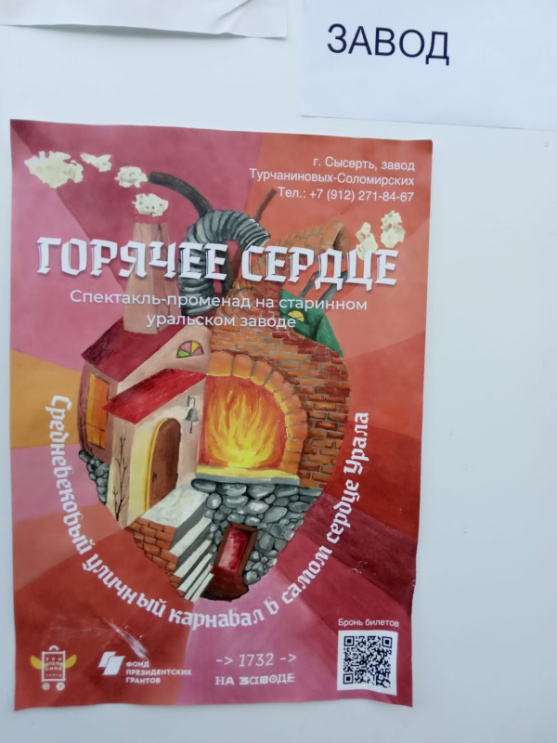 ЗАВОД
г. Сысерть, завод
Турчаниновых-Соломирских
Тел.: +7 (912) 271-84-67
ГОРЯЧЕЕ СЕРДЦЕ
Спектакль-променад на старинном
уральском заводе
Средневековый уличный карнавал в самом сердце Урала
Бронь билетов
ФОНД
ПРЕЗИДЕНТСКИХ
ГРАНТОВ
-> 1732 ->
НА ЗАВОДЕ